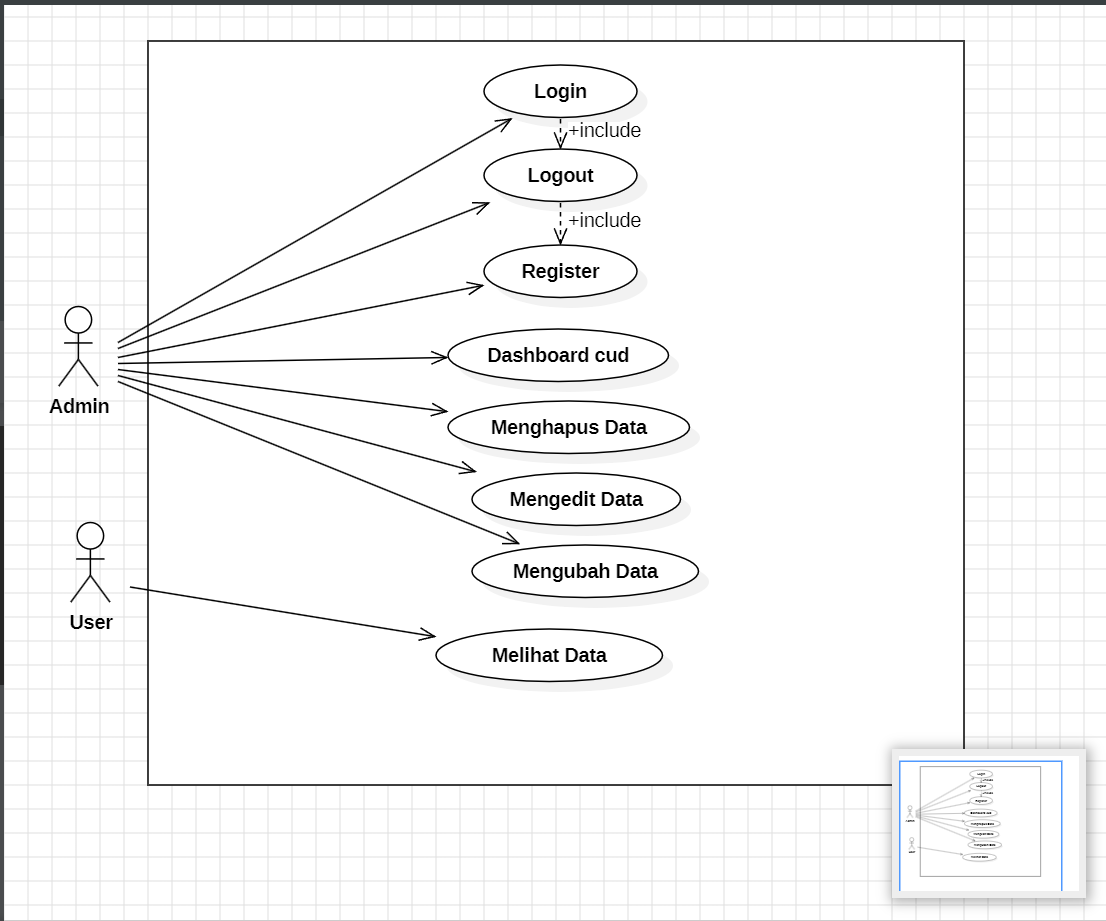 Login
+include
Logout
+include
Register
Dashboard cud
Menghapus Data
Admin
Mengedit Data
Mengubah Data
User
Melihat Data